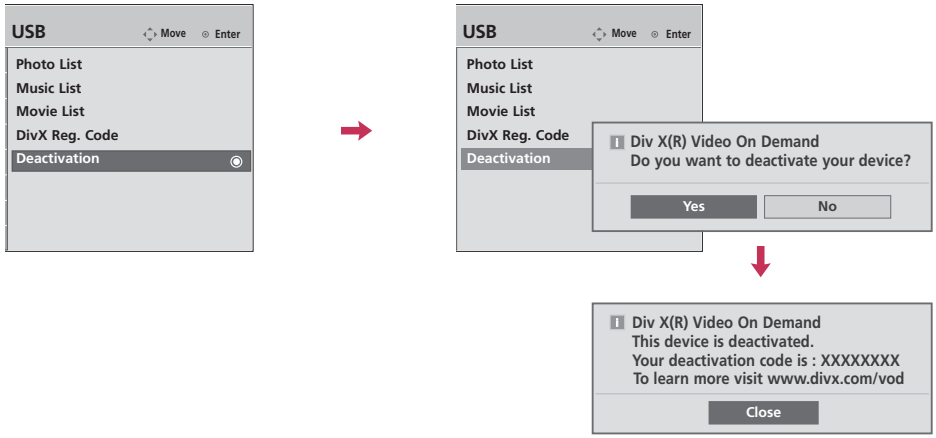 USB Move Enter
Photo List
Music List
Movie List
DivX Reg. Code
Deactivation
USB Move Enter
Photo List
Music List
Movie List
DivX Reg. Code
Deactivation
i Div X(R) Video On Demand
Do you want to deactivate your device?
Yes No
i Div X(R) Video On Demand
This device is deactivated.
Your deactivation code is : XXXXXXXX
To learn more visit www.divx.com/vod
Close